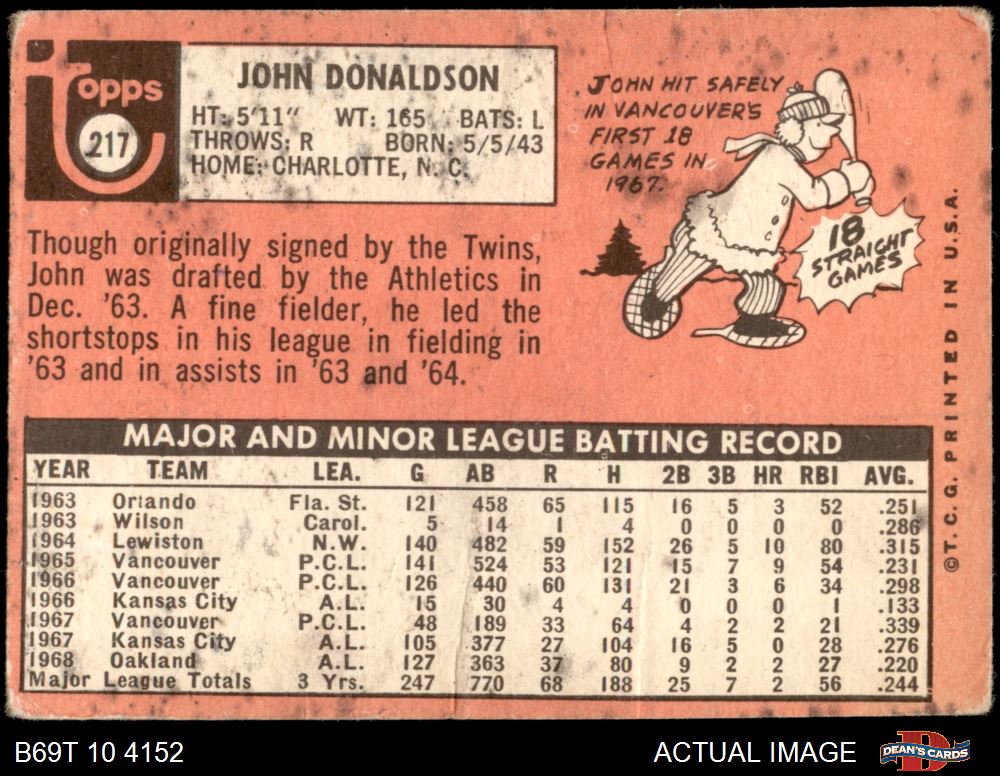 Topps
217
JOHN DONALDSON
HT: 5'11" WT: 165 BATS: L
THROWS: R BORN: 5/5/43
HOME: CHARLOTTE, N. C.
JOHN HIT SAFELY
IN VANCOUVER'S
FIRST 18
GAMES IN
1967.
18
STRAIGHT
GAMES
Though originally signed by the Twins,
John was drafted by the Athletics in
Dec. '63. A fine fielder, he led the
shortstops in his league in fielding in
'63 and in assists in '63 and '64.
MAJOR AND MINOR LEAGUE BATTING RECORD
YEAR TEAM LEA. G AB R H 2B 3B HR RBI AVG.
1963 Orlando Fla. St. 121 458 65 115 16 5 3 52 .251
1963 Wilson Carol. 5 14 1 4 0 0 0 0 .286
1964 Lewiston N.W. 140 482 59 152 26 5 10 80 .315
1965 Vancouver P.C.L. 141 524 53 121 15 7 9 54 .231
1966 Vancouver P.C.L. 126 440 60 131 21 3 6 34 .298
1966 Kansas City A.L. 15 30 4 4 0 0 0 1 .133
1967 Vancouver P.C.L. 48 189 33 64 4 2 2 21 .339
1967 Kansas City A.L. 105 377 27 104 16 5 0 28 .276
1968 Oakland A.L. 127 363 37 80 9 2 2 27 .220
Major League Totals 3 Yrs. 247 770 68 188 25 7 2 56 .244
© T. C. G. PRINTED IN U.S.A.
B69T 10 4152
ACTUAL IMAGE
D
DEAN'S CARDS